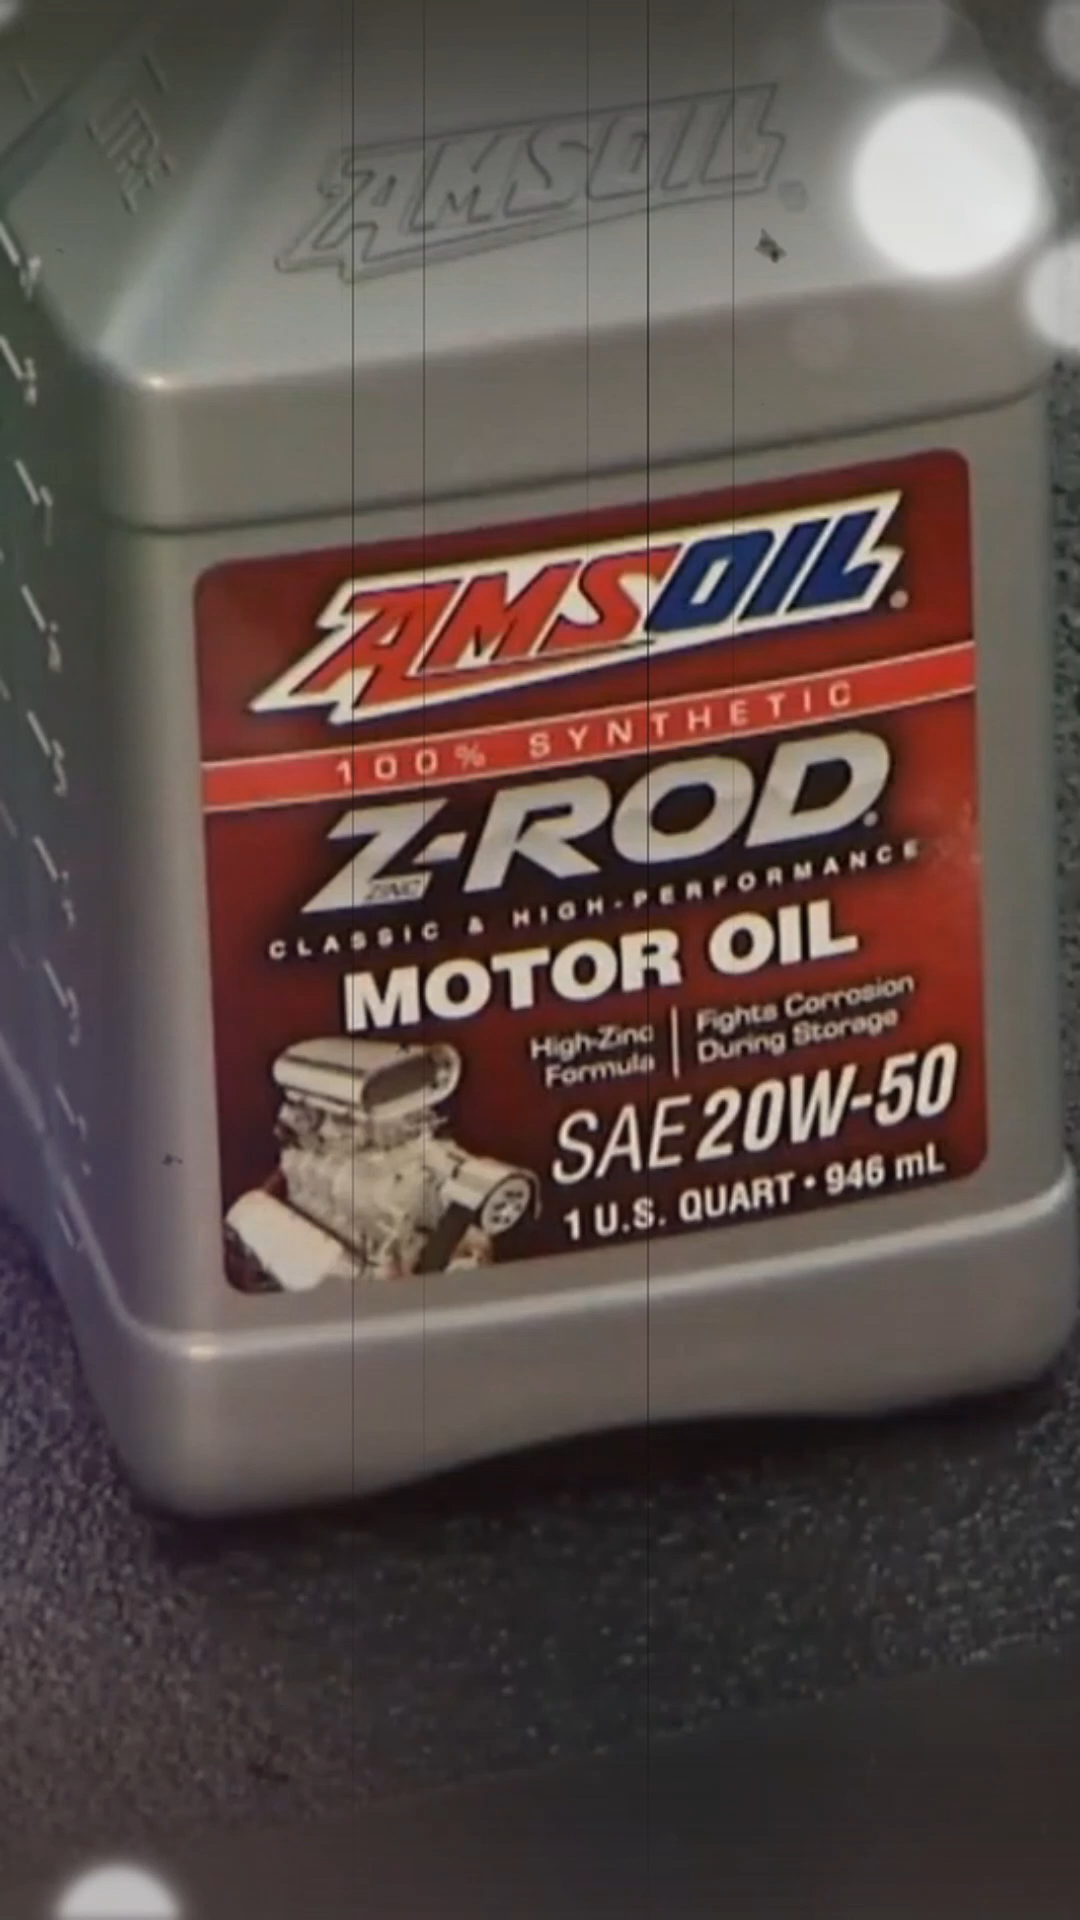 AMSOIL
AMSOIL®
100% SYNTHETIC
Z-ROD®
ZINC
CLASSIC & HIGH-PERFORMANCE
MOTOR OIL
High-Zinc
Formula
Fights Corrosion
During Storage
SAE 20W-50
1 U.S. QUART • 946 mL